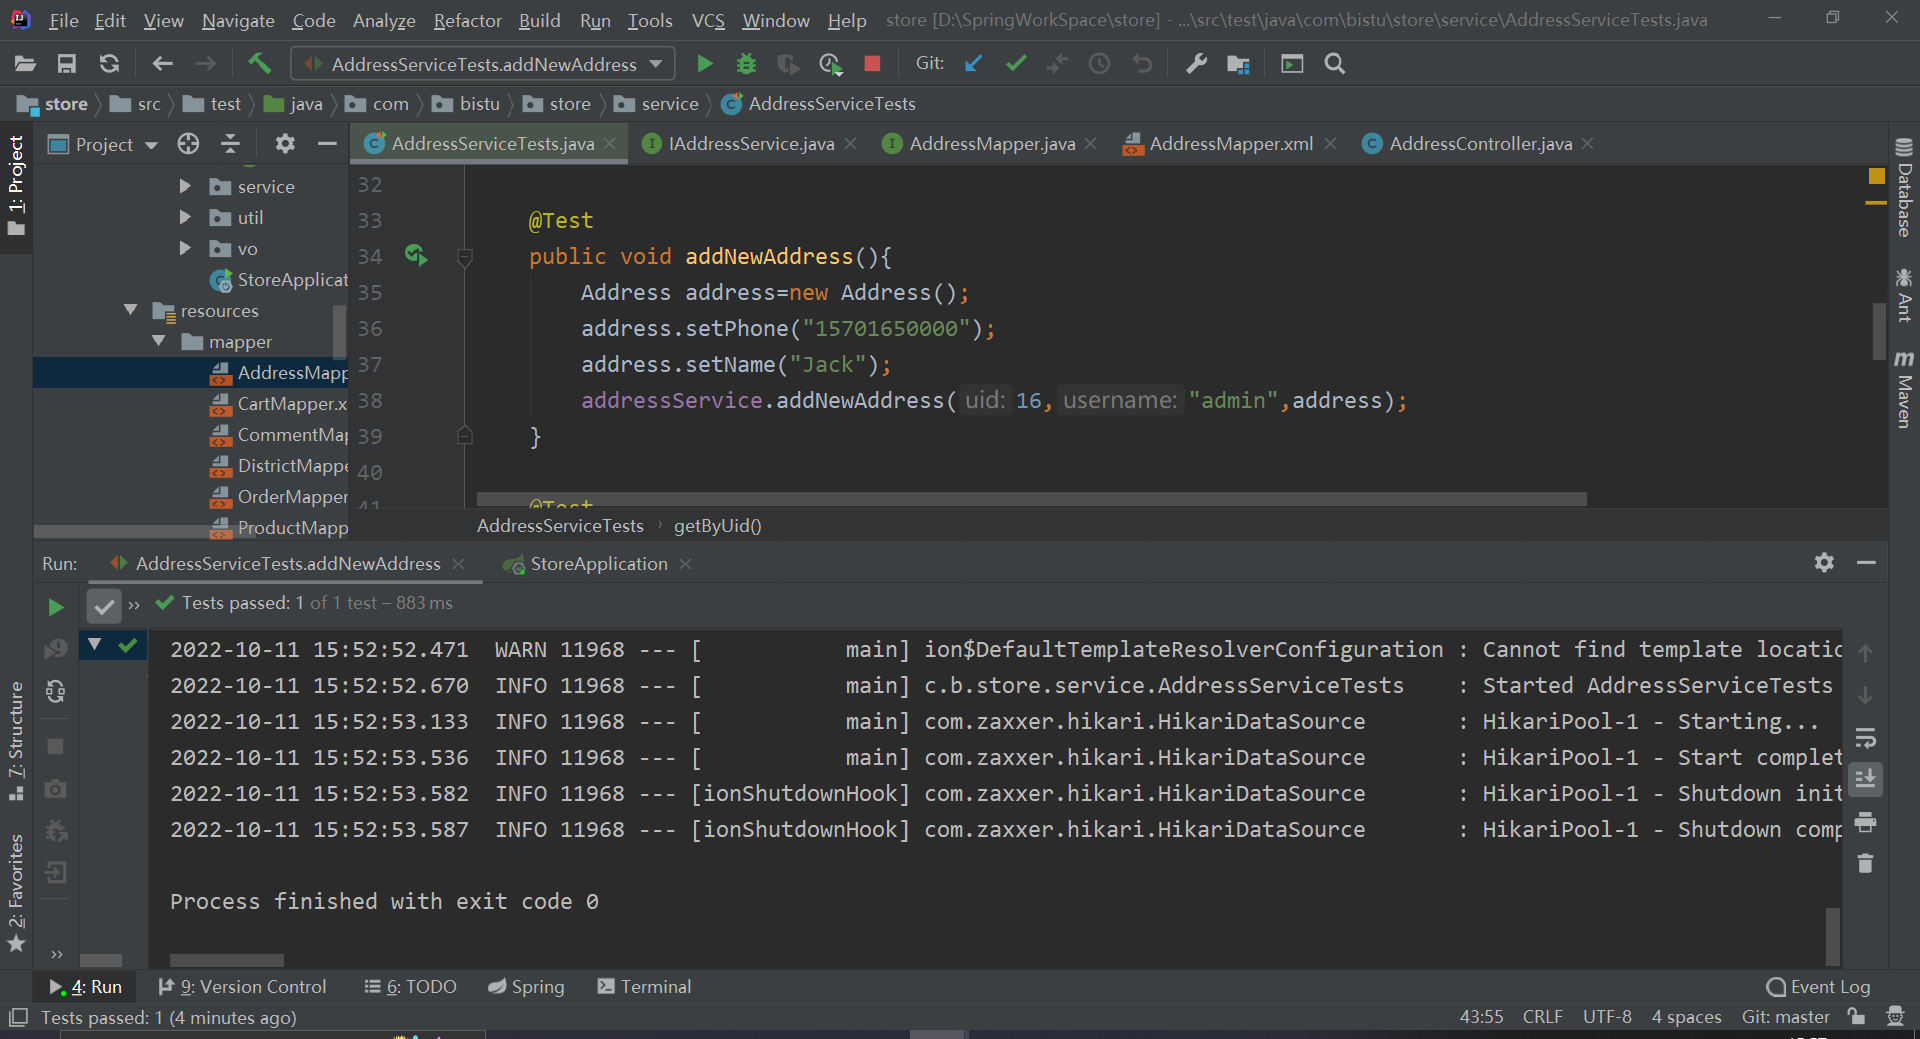 File Edit View Navigate Code Analyze Refactor Build Run Tools VCS Window Help store [D:\SpringWorkSpace\store] - ...\src\test\java\com\bistu\store\service\AddressServiceTests.java
AddressServiceTests.addNewAddress Git:
store src test java com bistu store service AddressServiceTests
1: Project
Project
AddressServiceTests.java IAddressService.java AddressMapper.java AddressMapper.xml AddressController.java
service
util
vo
StoreApplicat
resources
mapper
AddressMapp
CartMapper.x
CommentMap
DistrictMappe
OrderMapper
ProductMapp
32
33 @Test
34 public void addNewAddress(){
35 Address address=new Address();
36 address.setPhone("15701650000");
37 address.setName("Jack");
38 addressService.addNewAddress( uid: 16, username: "admin",address);
39 }
40
41 @Test
AddressServiceTests › getByUid()
Database
Ant
Maven
Run: AddressServiceTests.addNewAddress StoreApplication
» Tests passed: 1 of 1 test – 883 ms
2022-10-11 15:52:52.471 WARN 11968 --- [ main] ion$DefaultTemplateResolverConfiguration : Cannot find template locatio
2022-10-11 15:52:52.670 INFO 11968 --- [ main] c.b.store.service.AddressServiceTests : Started AddressServiceTests
2022-10-11 15:52:53.133 INFO 11968 --- [ main] com.zaxxer.hikari.HikariDataSource : HikariPool-1 - Starting...
2022-10-11 15:52:53.536 INFO 11968 --- [ main] com.zaxxer.hikari.HikariDataSource : HikariPool-1 - Start complet
2022-10-11 15:52:53.582 INFO 11968 --- [ionShutdownHook] com.zaxxer.hikari.HikariDataSource : HikariPool-1 - Shutdown init
2022-10-11 15:52:53.587 INFO 11968 --- [ionShutdownHook] com.zaxxer.hikari.HikariDataSource : HikariPool-1 - Shutdown comp
Process finished with exit code 0
7: Structure
2: Favorites
»
4: Run 9: Version Control 6: TODO Spring Terminal Event Log
Tests passed: 1 (4 minutes ago) 43:55 CRLF UTF-8 4 spaces Git: master